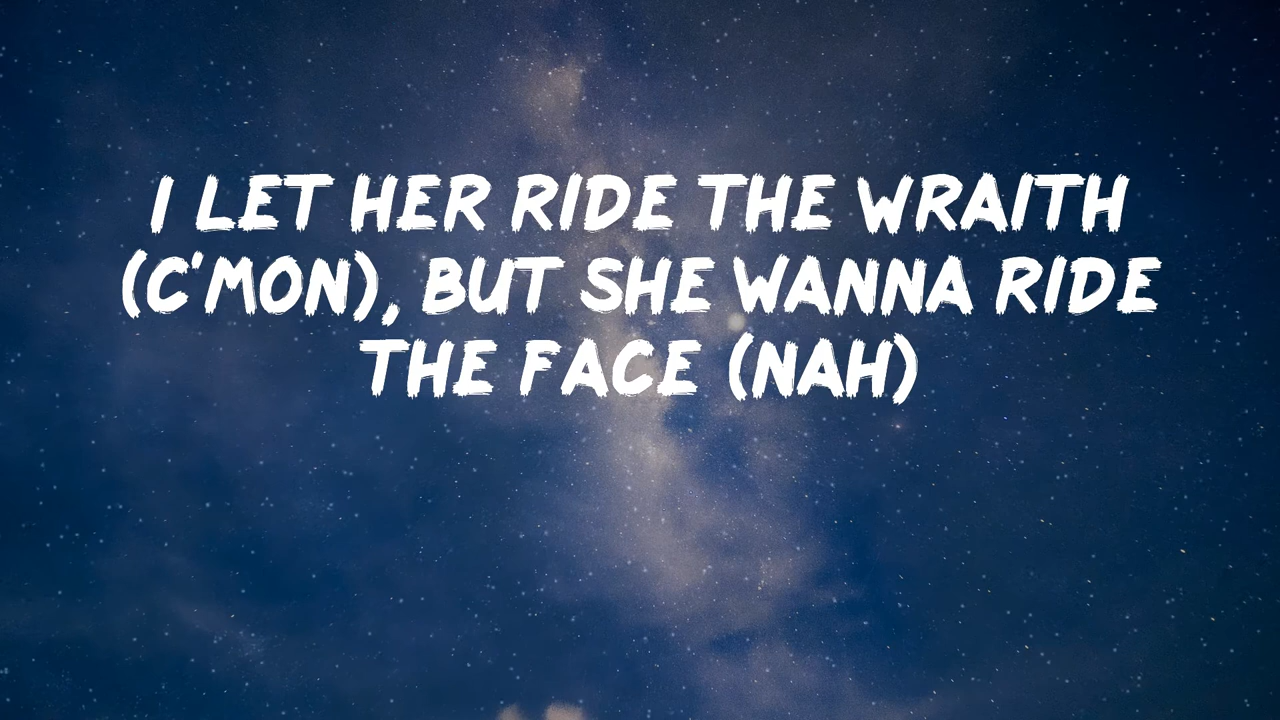 I LET HER RIDE THE WRAITH
(C'MON), BUT SHE WANNA RIDE
THE FACE (NAH)